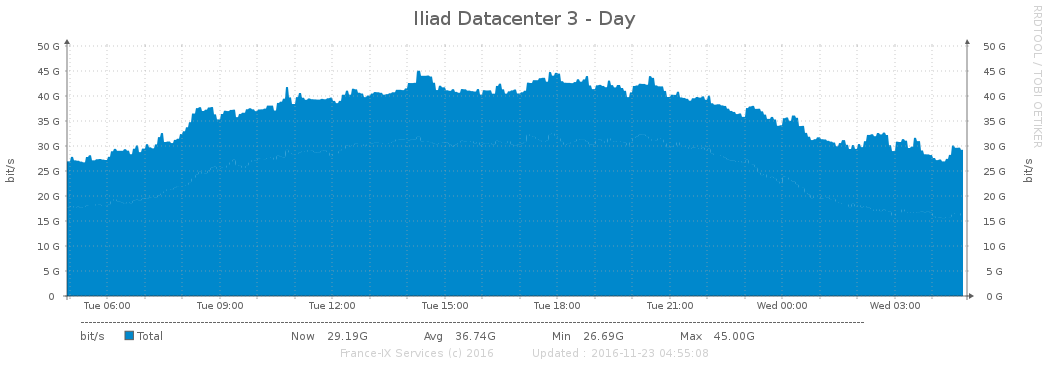 Iliad Datacenter 3 - Day
RRDTOOL / TOBI OETIKER
50 G 50 G
45 G 45 G
40 G 40 G
35 G 35 G
30 G 30 G
25 G 25 G
20 G 20 G
15 G 15 G
10 G 10 G
5 G 5 G
0 0 G
bit/s bit/s
Tue 06:00 Tue 09:00 Tue 12:00 Tue 15:00 Tue 18:00 Tue 21:00 Wed 00:00 Wed 03:00
bit/s Total Now 29.19G Avg 36.74G Min 26.69G Max 45.00G
France-IX Services (c) 2016 Updated : 2016-11-23 04:55:08